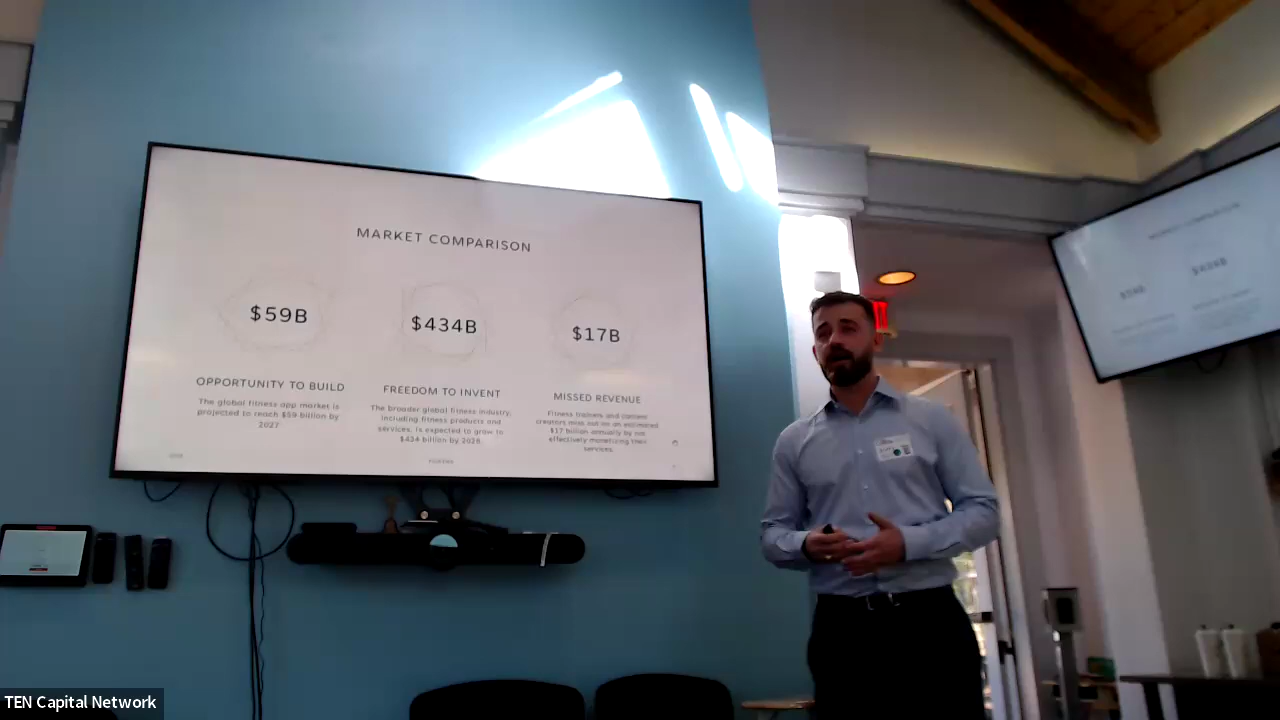 MARKET COMPARISON
$59B
$434B
$17B
OPPORTUNITY TO BUILD
The global fitness app market is
projected to reach $59 billion by
2027.
FREEDOM TO INVENT
The broader global fitness industry,
including fitness products and
services, is expected to grow to
$434 billion by 2028.
MISSED REVENUE
Fitness trainers and content
creators miss out on an estimated
$17 billion annually by not
effectively monetizing their
services.
TEN Capital Network